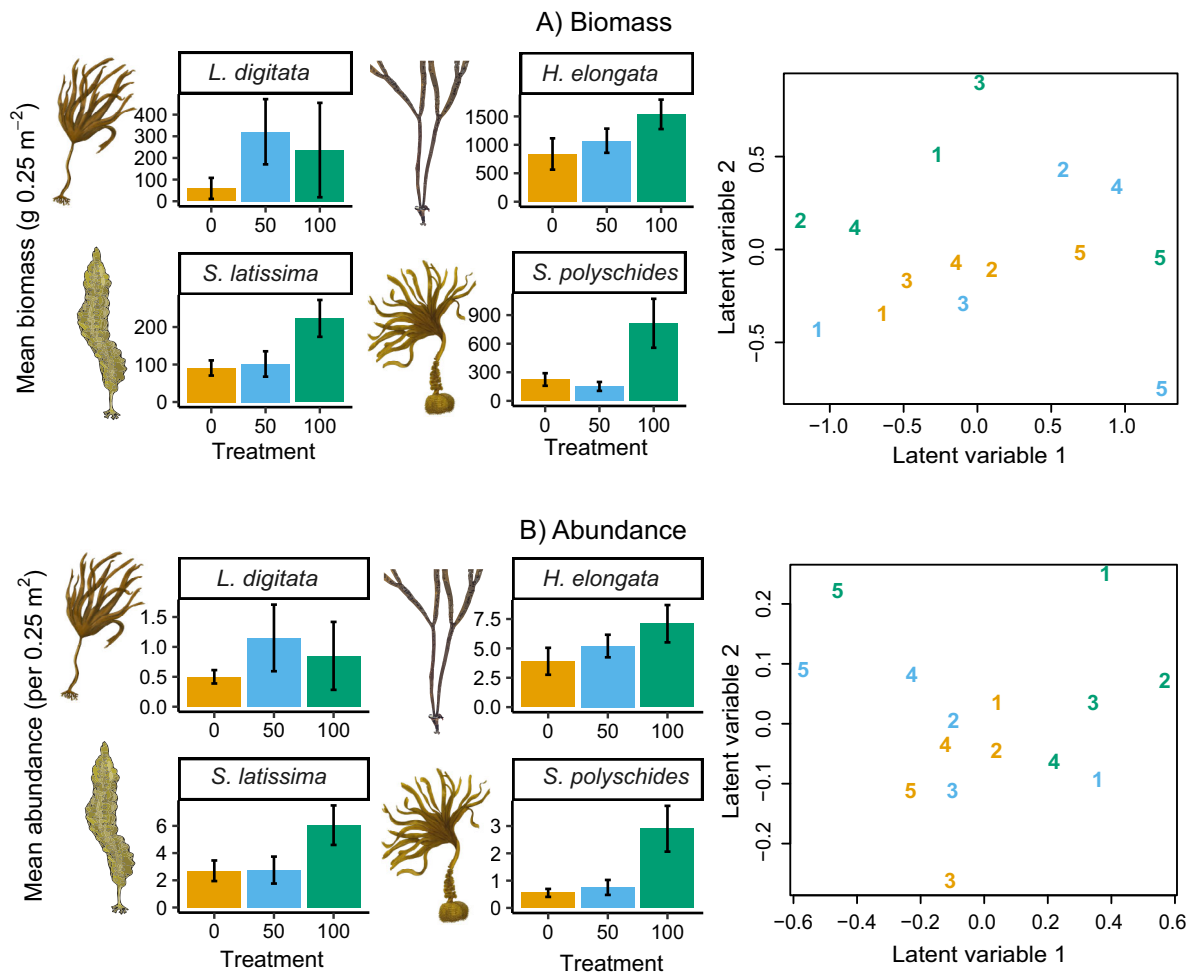 A) Biomass
Mean biomass (g 0.25 m⁻²)
L. digitata
400
300
200
100
0
0 50 100
H. elongata
1500
1000
500
0
0 50 100
S. latissima
200
100
0
0 50 100
Treatment
S. polyschides
900
600
300
0
0 50 100
Treatment
Latent variable 2
0.5
0.0
−0.5
3
1
2 4
2 4
5 5
4 2
3
3
1
1
5
−1.0 −0.5 0.0 0.5 1.0
Latent variable 1
B) Abundance
Mean abundance (per 0.25 m²)
L. digitata
1.5
1.0
0.5
0.0
0 50 100
H. elongata
7.5
5.0
2.5
0.0
0 50 100
S. latissima
6
4
2
0
0 50 100
Treatment
S. polyschides
3
2
1
0
0 50 100
Treatment
Latent variable 2
0.2
0.1
0.0
−0.1
−0.2
1
5
5 4 2
1 3
2
4 2
4
5 3 1
3
−0.6 −0.4 −0.2 0.0 0.2 0.4 0.6
Latent variable 1